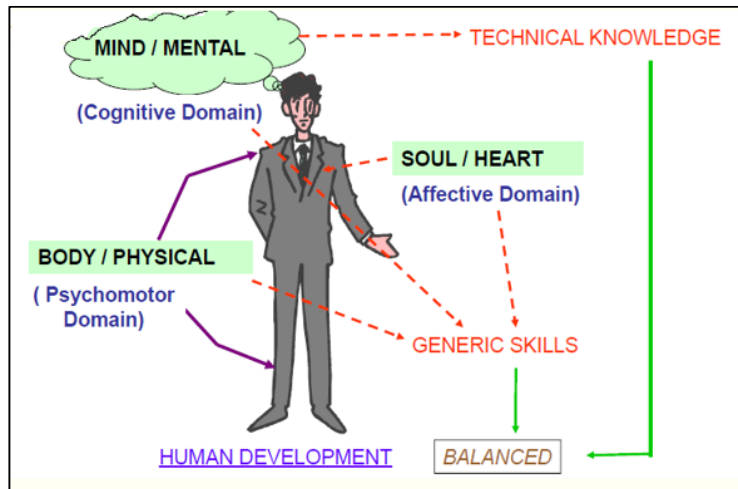 MIND / MENTAL
TECHNICAL KNOWLEDGE
(Cognitive Domain)
SOUL / HEART
(Affective Domain)
BODY / PHYSICAL
( Psychomotor
Domain)
GENERIC SKILLS
HUMAN DEVELOPMENT
BALANCED